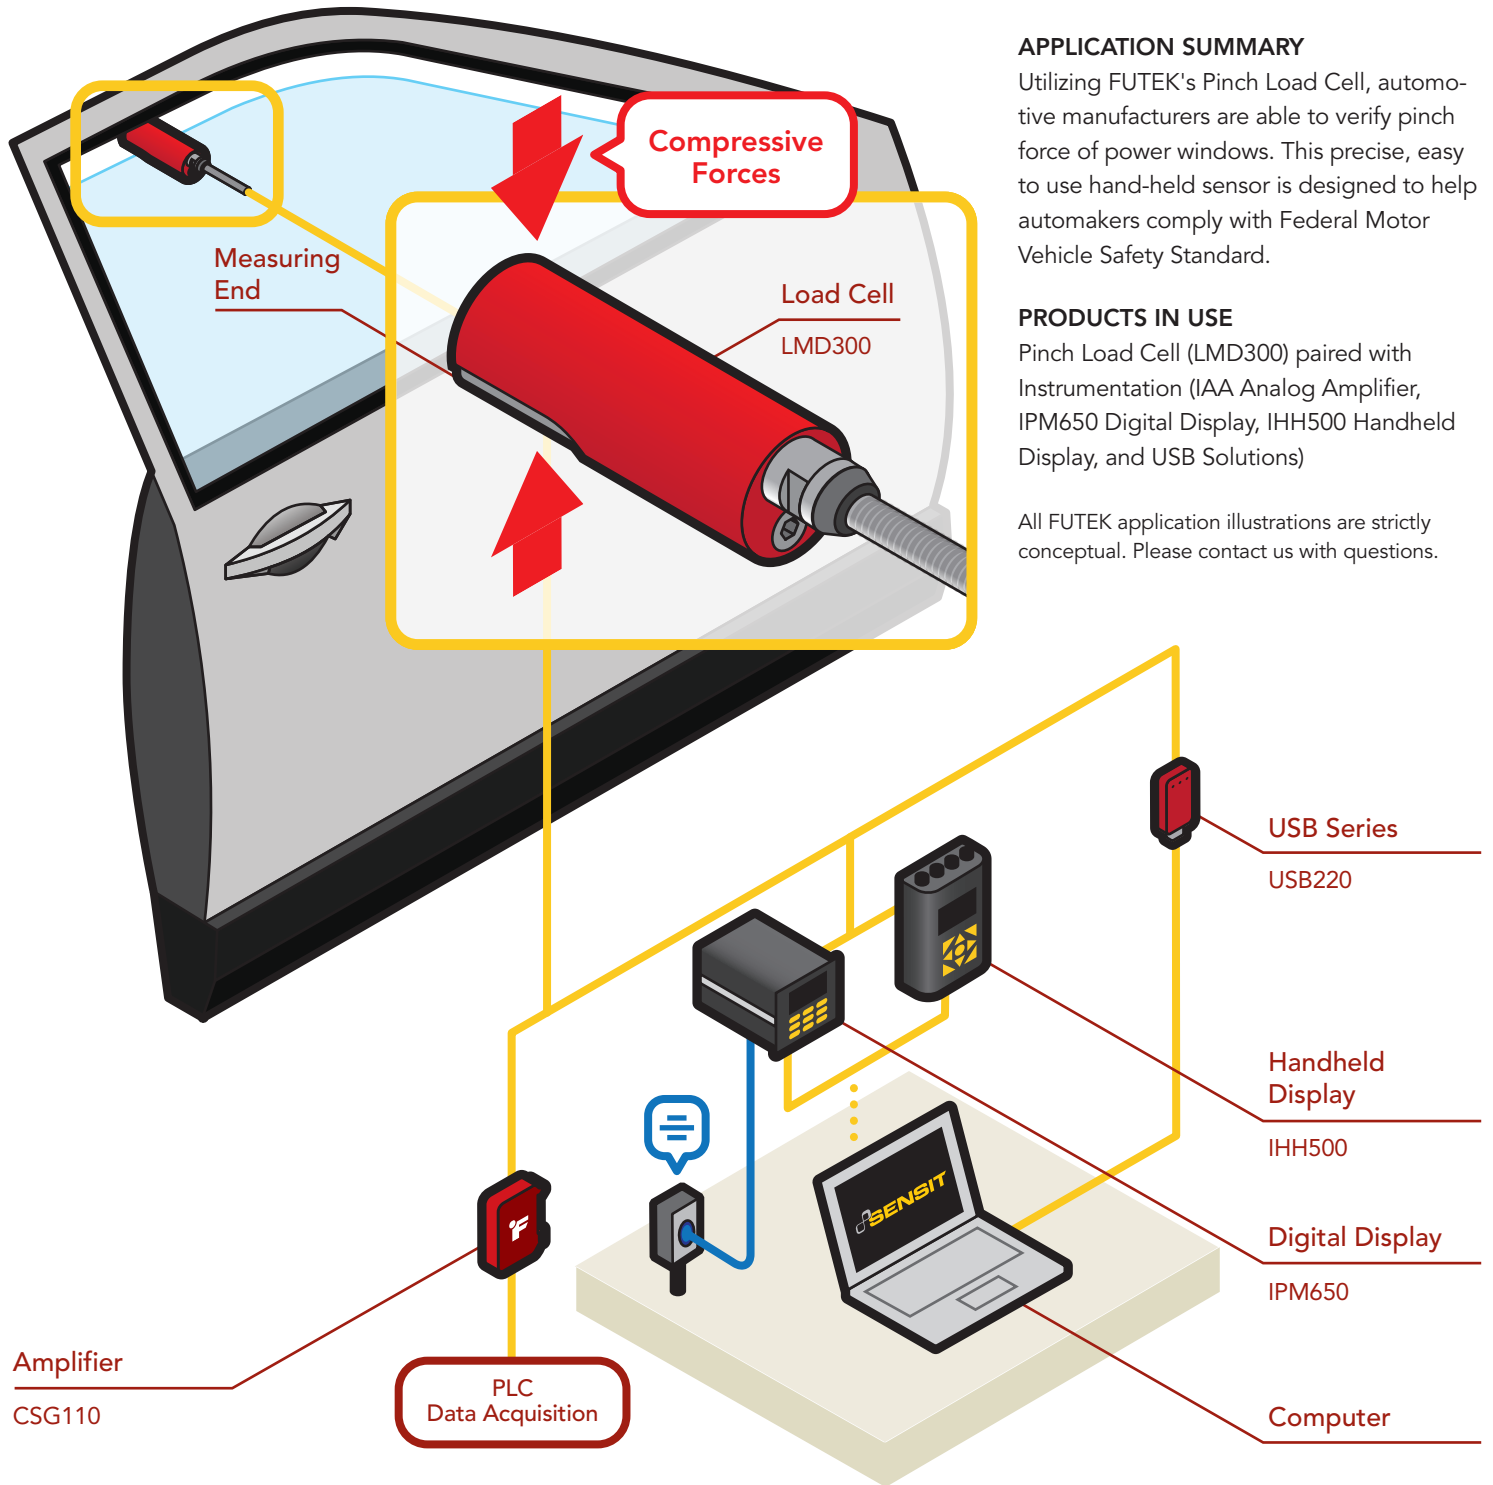 APPLICATION SUMMARY
Utilizing FUTEK's Pinch Load Cell, automo-
tive manufacturers are able to verify pinch
force of power windows. This precise, easy
to use hand-held sensor is designed to help
automakers comply with Federal Motor
Vehicle Safety Standard.
PRODUCTS IN USE
Pinch Load Cell (LMD300) paired with
Instrumentation (IAA Analog Amplifier,
IPM650 Digital Display, IHH500 Handheld
Display, and USB Solutions)
All FUTEK application illustrations are strictly
conceptual. Please contact us with questions.
Compressive
Forces
Measuring
End
Load Cell
LMD300
USB Series
USB220
Handheld
Display
IHH500
Digital Display
IPM650
Computer
SENSIT
F
Amplifier
CSG110
PLC
Data Acquisition